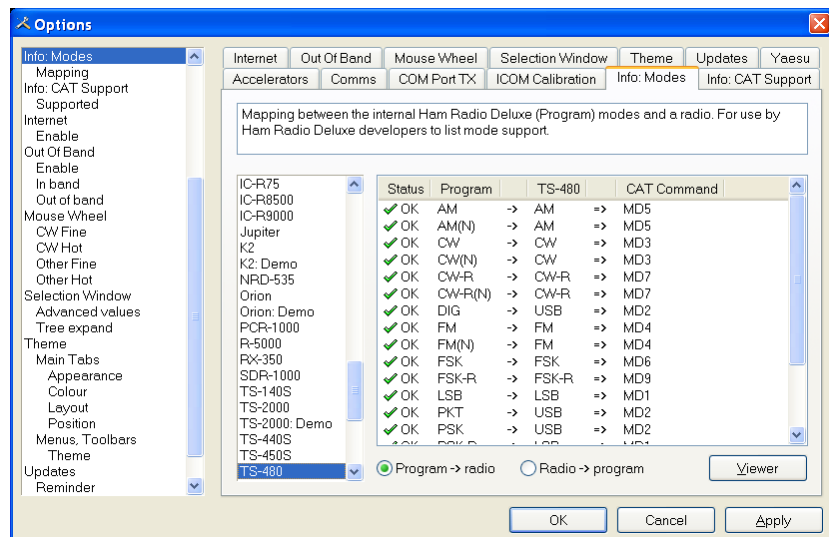 Options
Info: Modes
Mapping
Info: CAT Support
Supported
Internet
Enable
Out Of Band
Enable
In band
Out of band
Mouse Wheel
CW Fine
CW Hot
Other Fine
Other Hot
Selection Window
Advanced values
Tree expand
Theme
Main Tabs
Appearance
Colour
Layout
Position
Menus, Toolbars
Theme
Updates
Reminder
Internet Out Of Band Mouse Wheel Selection Window Theme Updates Yaesu
Accelerators Comms COM Port TX ICOM Calibration Info: Modes Info: CAT Support
Mapping between the internal Ham Radio Deluxe (Program) modes and a radio. For use by
Ham Radio Deluxe developers to list mode support.
IC-R75
IC-R8500
IC-R9000
Jupiter
K2
K2: Demo
NRD-535
Orion
Orion: Demo
PCR-1000
R-5000
RX-350
SDR-1000
TS-140S
TS-2000
TS-2000: Demo
TS-440S
TS-450S
TS-480
Status Program TS-480 CAT Command
OK AM -> AM => MD5
OK AM(N) -> AM => MD5
OK CW -> CW => MD3
OK CW(N) -> CW => MD3
OK CW-R -> CW-R => MD7
OK CW-R(N) -> CW-R => MD7
OK DIG -> USB => MD2
OK FM -> FM => MD4
OK FM(N) -> FM => MD4
OK FSK -> FSK => MD6
OK FSK-R -> FSK-R => MD9
OK LSB -> LSB => MD1
OK PKT -> USB => MD2
OK PSK -> USB => MD2
Program -> radio Radio -> program Viewer
OK Cancel Apply